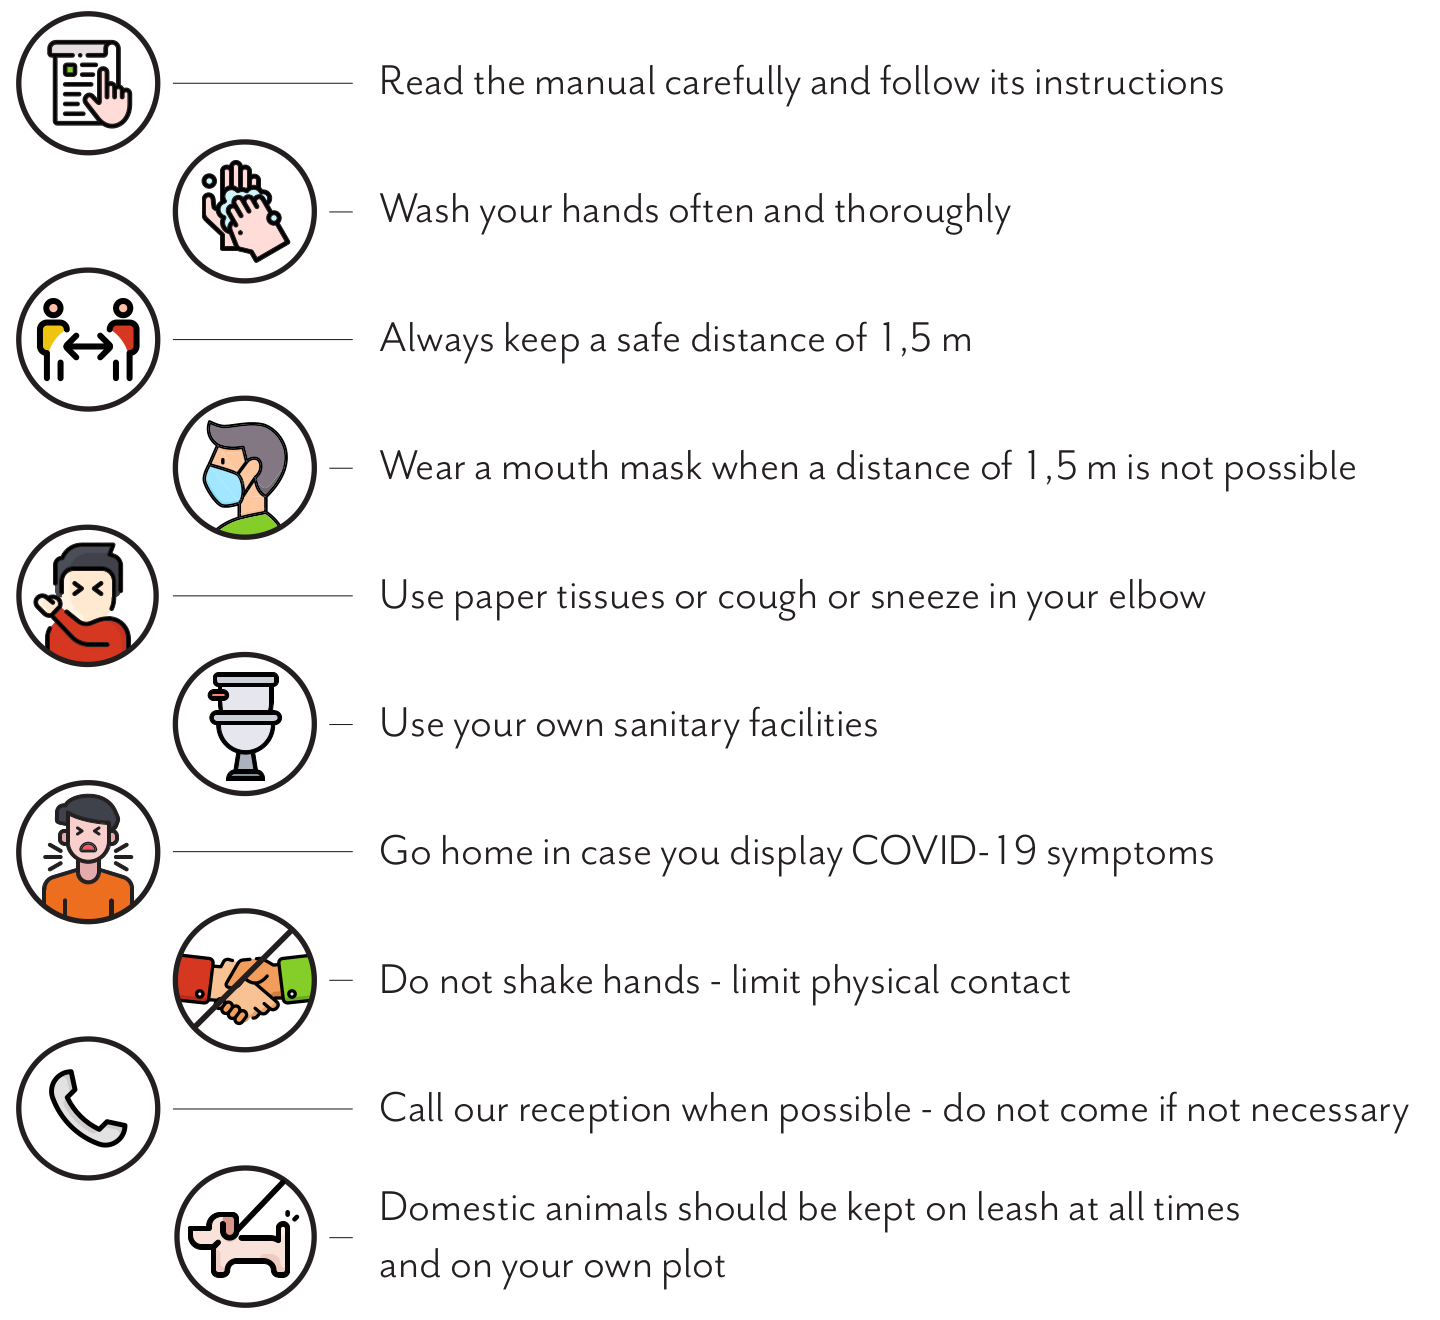 Read the manual carefully and follow its instructions
Wash your hands often and thoroughly
Always keep a safe distance of 1,5 m
Wear a mouth mask when a distance of 1,5 m is not possible
Use paper tissues or cough or sneeze in your elbow
Use your own sanitary facilities
Go home in case you display COVID-19 symptoms
Do not shake hands - limit physical contact
Call our reception when possible - do not come if not necessary
Domestic animals should be kept on leash at all times
and on your own plot